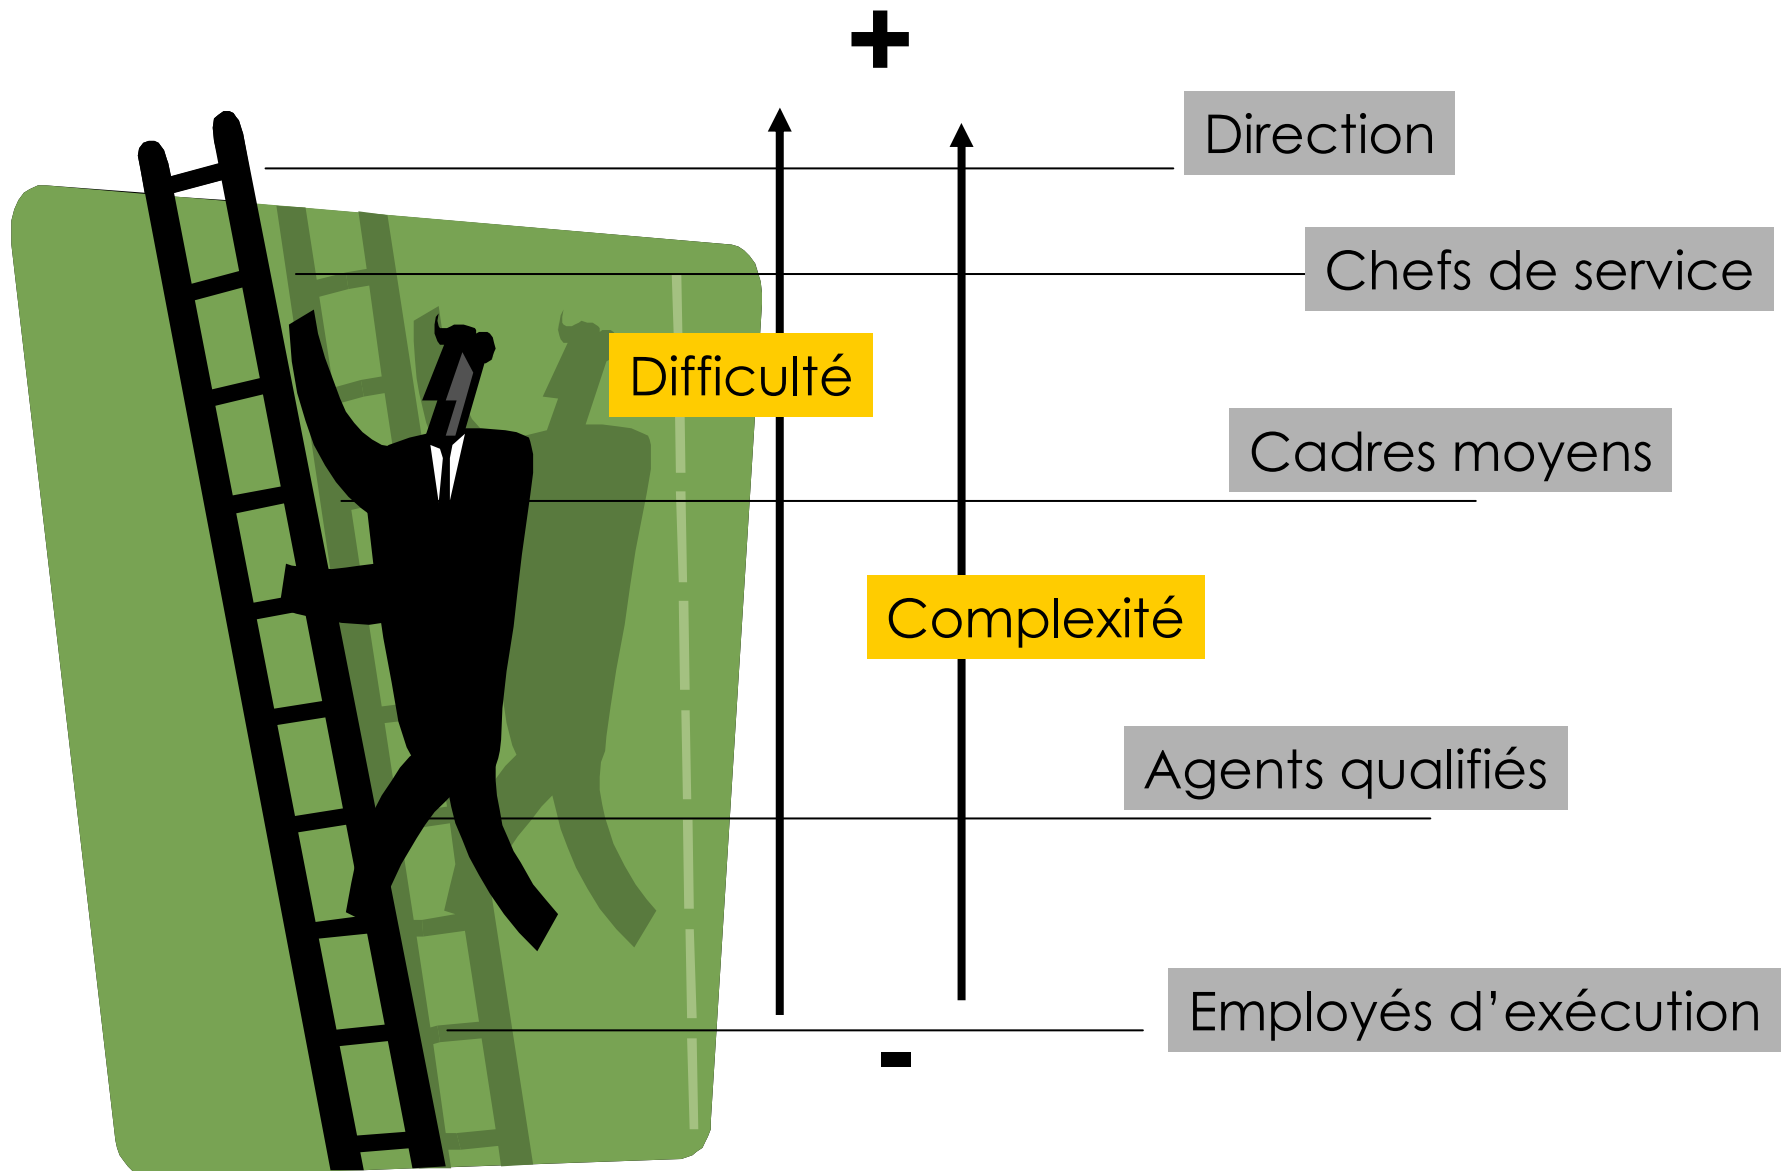 +
Direction
Chefs de service
Difficulté
Cadres moyens
Complexité
Agents qualifiés
Employés d’exécution
-